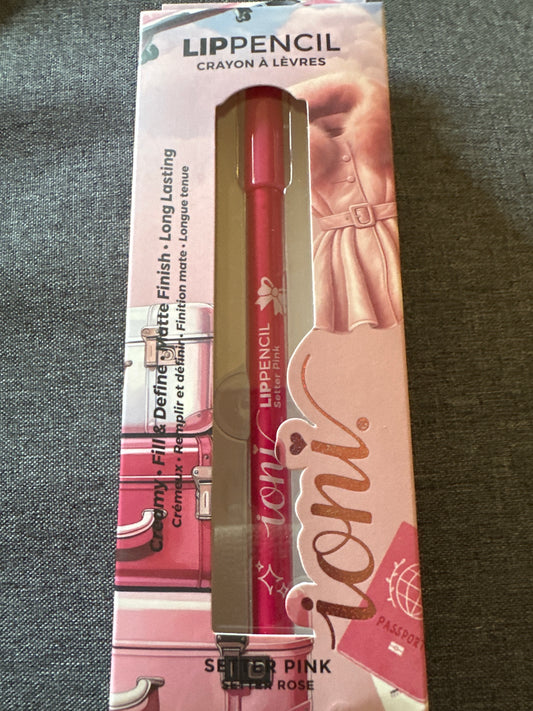 LIPPENCIL
CRAYON À LÈVRES
Creamy • Fill & Define • Matte Finish • Long Lasting
Crémeux • Remplir et définir • Finition mate • Longue tenue
ioni
LIPPENCIL
Setter Pink
ioni.
PASSPORT
SETTER PINK
SETTER ROSE